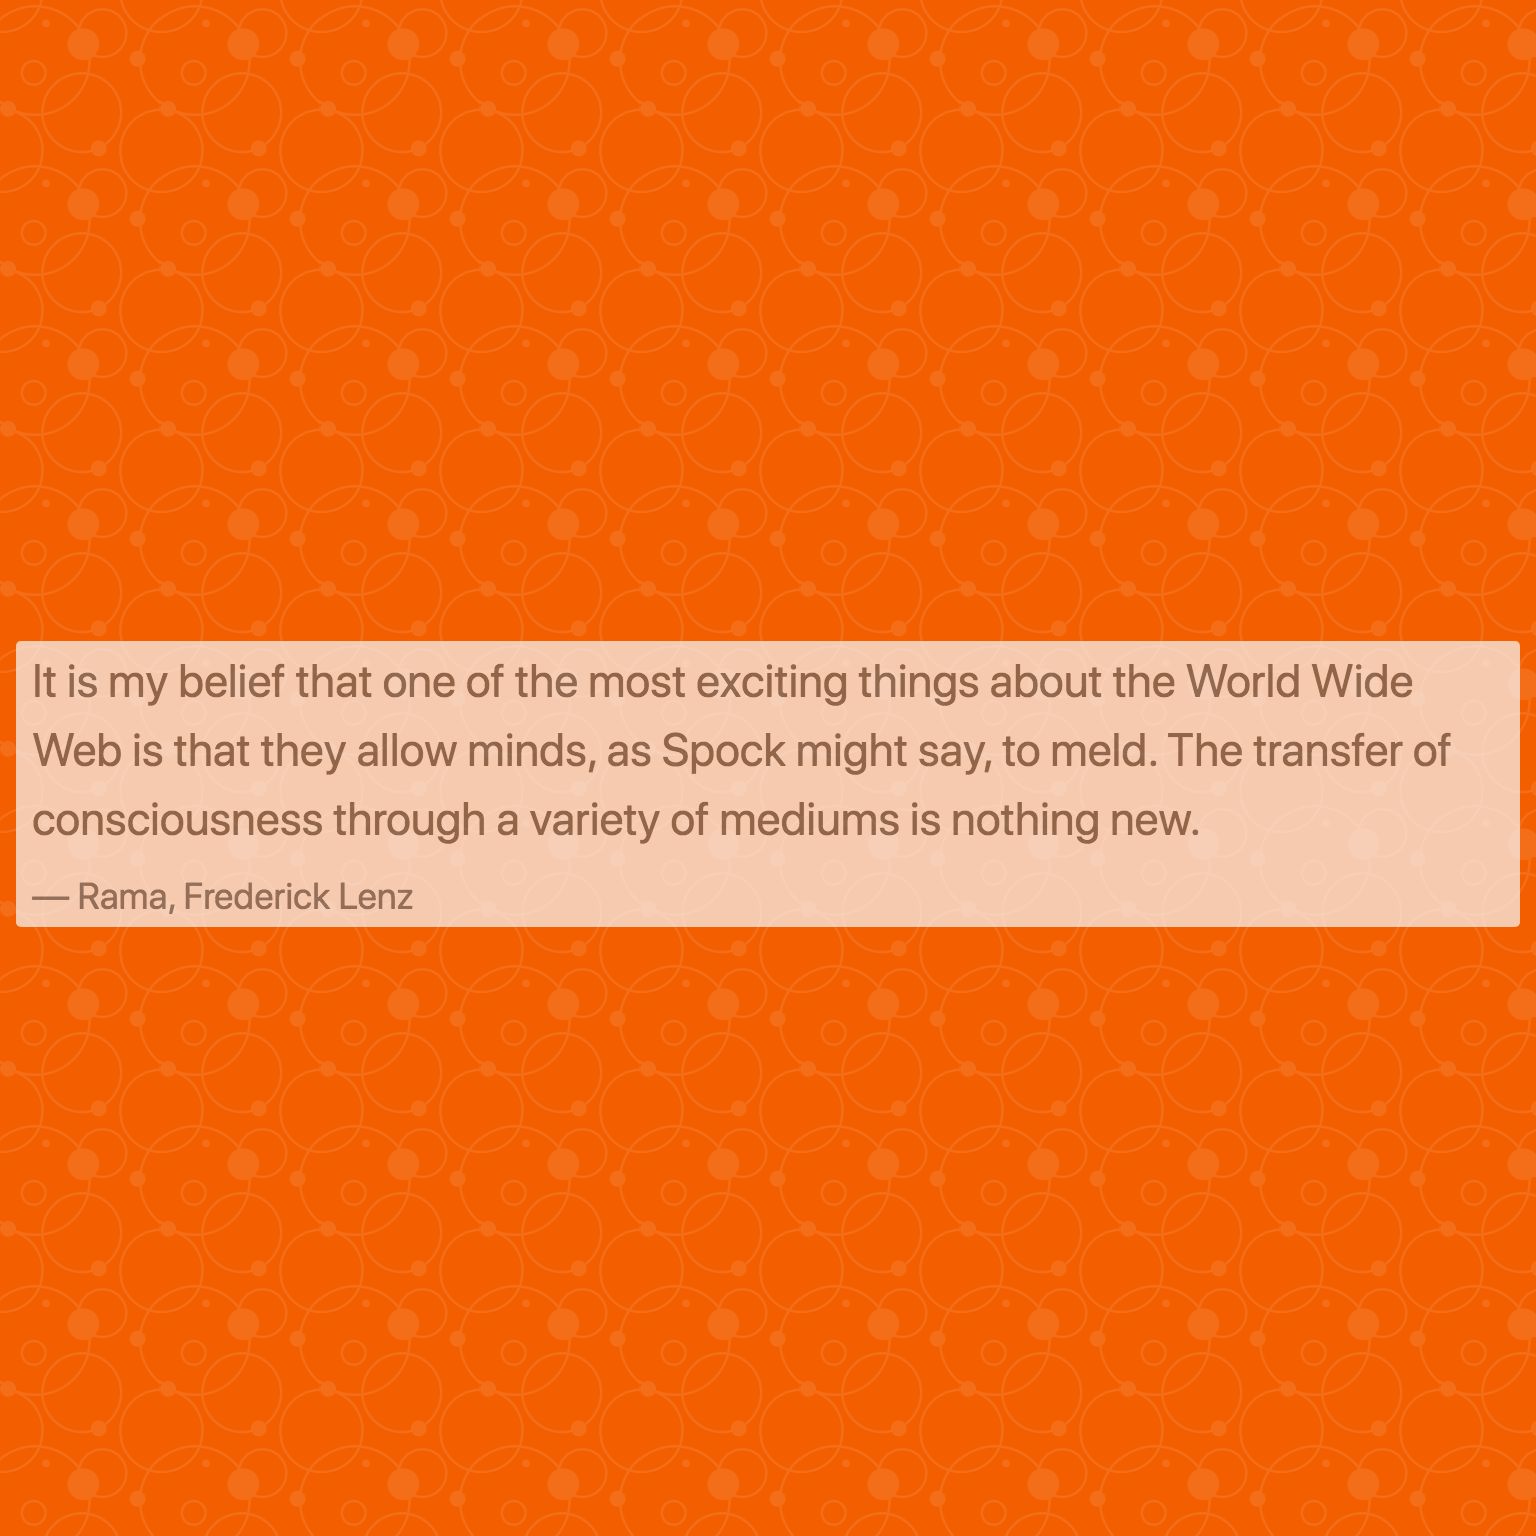 It is my belief that one of the most exciting things about the World Wide
Web is that they allow minds, as Spock might say, to meld. The transfer of
consciousness through a variety of mediums is nothing new.
— Rama, Frederick Lenz